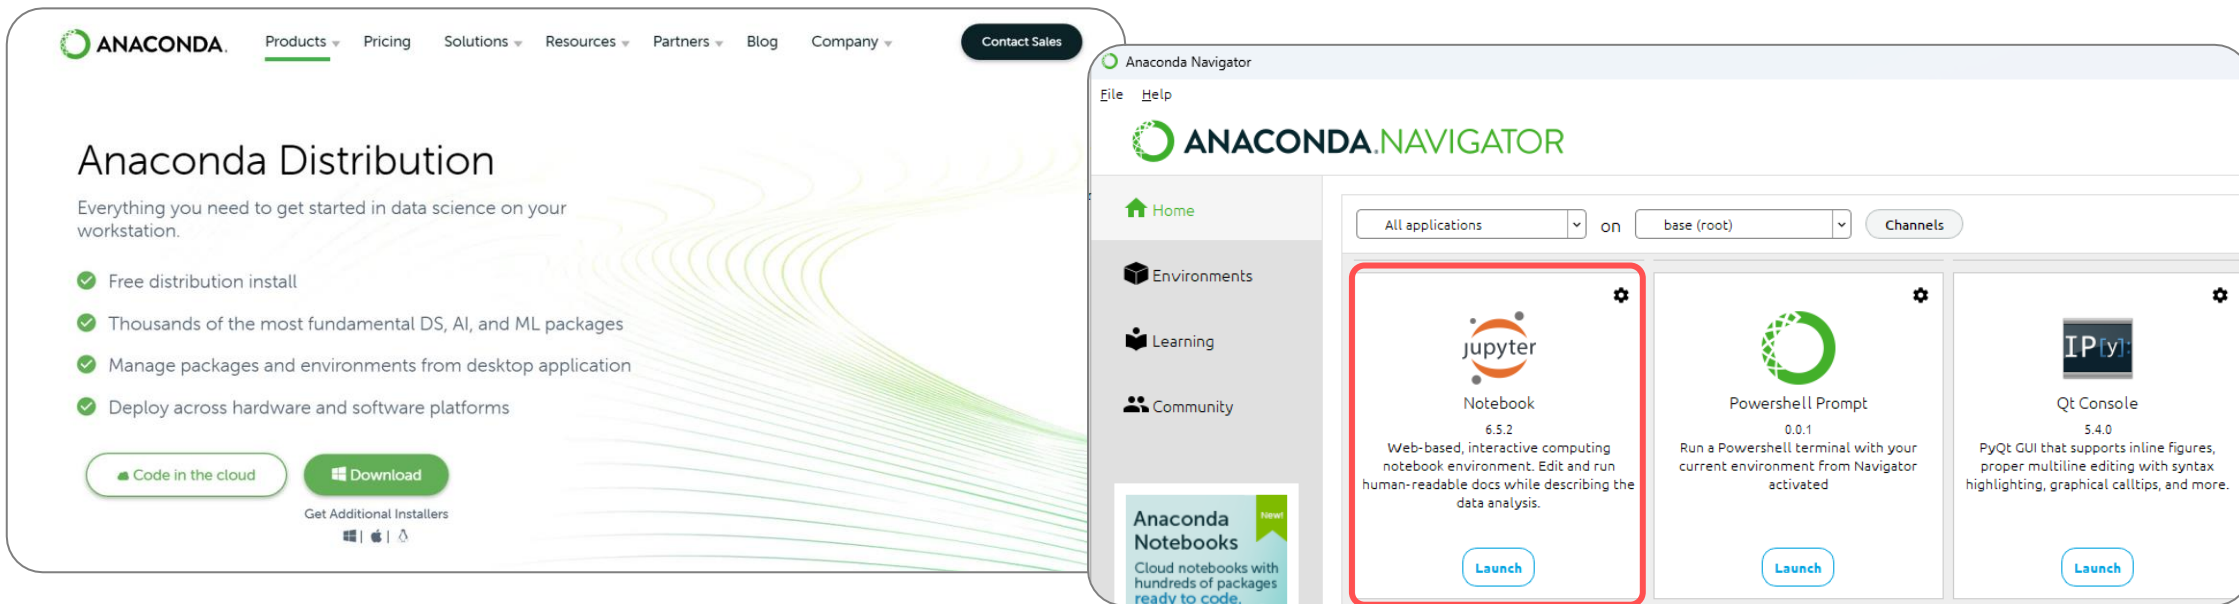 ANACONDA.
Products Pricing Solutions Resources Partners Blog Company Contact Sales
Anaconda Distribution
Everything you need to get started in data science on your
workstation.
Free distribution install
Thousands of the most fundamental DS, AI, and ML packages
Manage packages and environments from desktop application
Deploy across hardware and software platforms
Code in the cloud Download
Get Additional Installers
Anaconda Navigator
File Help
ANACONDA.NAVIGATOR
Home
Environments
Learning
Community
Anaconda
Notebooks
New!
Cloud notebooks with
hundreds of packages
ready to code.
All applications on base (root) Channels
jupyter
Notebook
6.5.2
Web-based, interactive computing
notebook environment. Edit and run
human-readable docs while describing the
data analysis.
Launch
Powershell Prompt
0.0.1
Run a Powershell terminal with your
current environment from Navigator
activated
Launch
IP[y]:
Qt Console
5.4.0
PyQt GUI that supports inline figures,
proper multiline editing with syntax
highlighting, graphical calltips, and more.
Launch